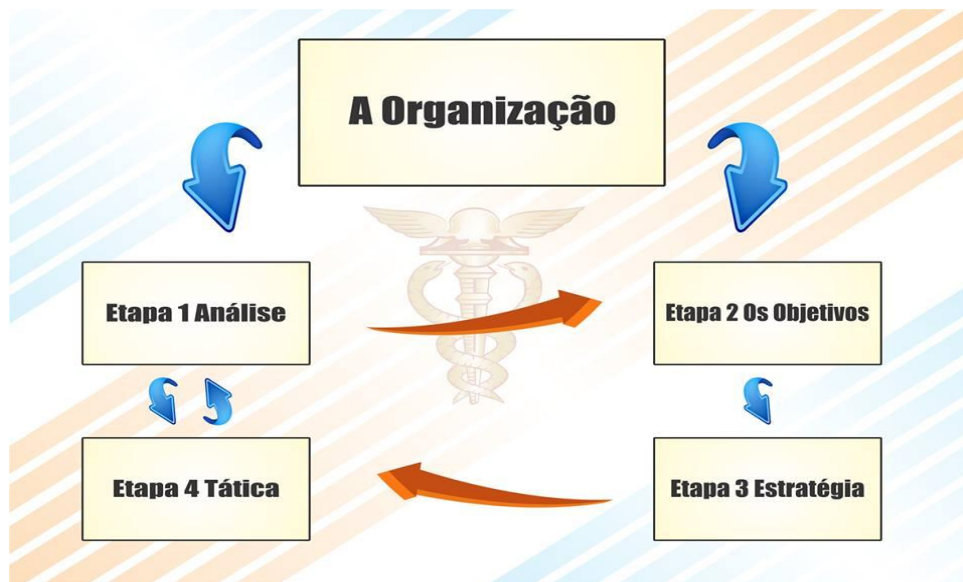 A Organização
Etapa 1 Análise
Etapa 2 Os Objetivos
Etapa 4 Tática
Etapa 3 Estratégia